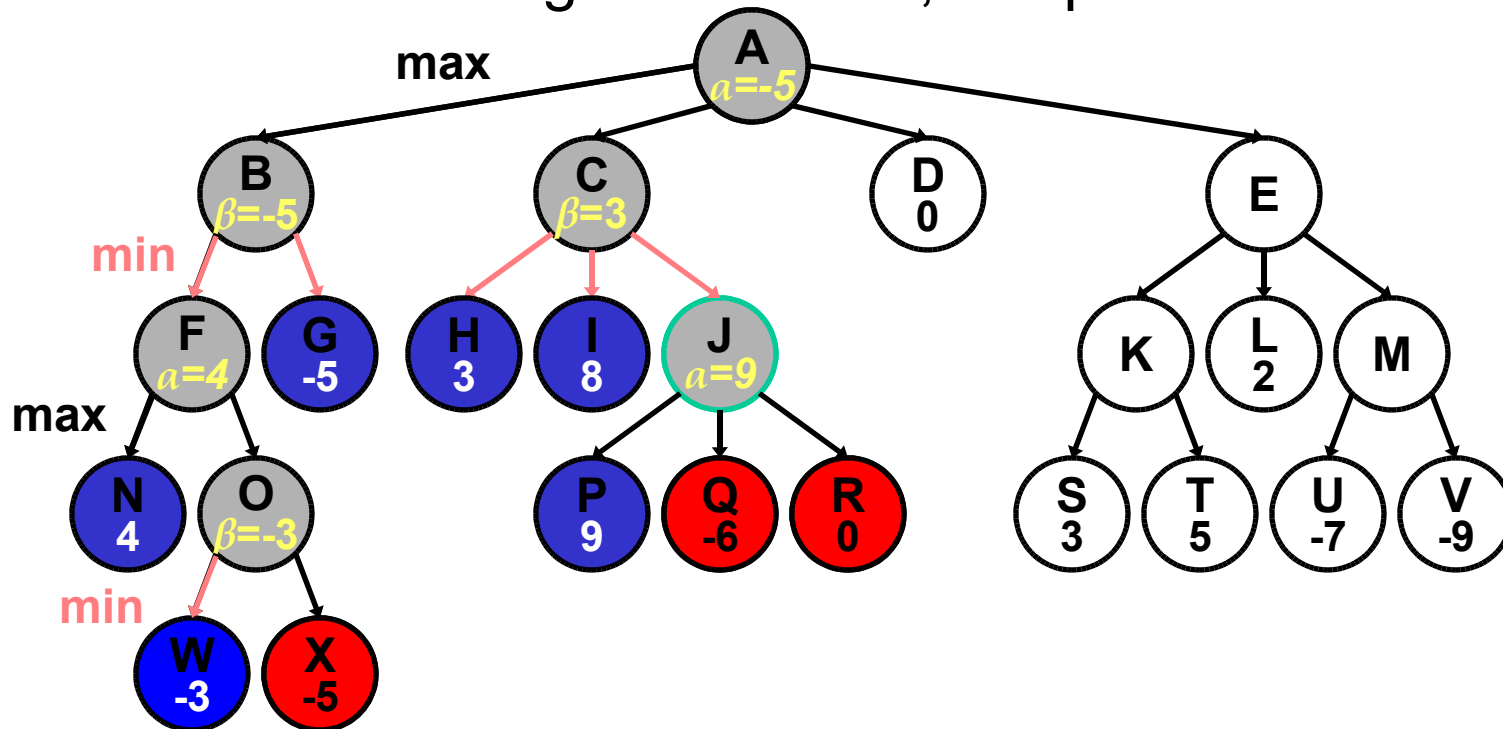 max
A
α=-5
B
β=-5
C
β=3
D
0
E
min
F
α=4
G
-5
H
3
I
8
J
α=9
K
L
2
M
max
N
4
O
β=-3
P
9
Q
-6
R
0
S
3
T
5
U
-7
V
-9
min
W
-3
X
-5